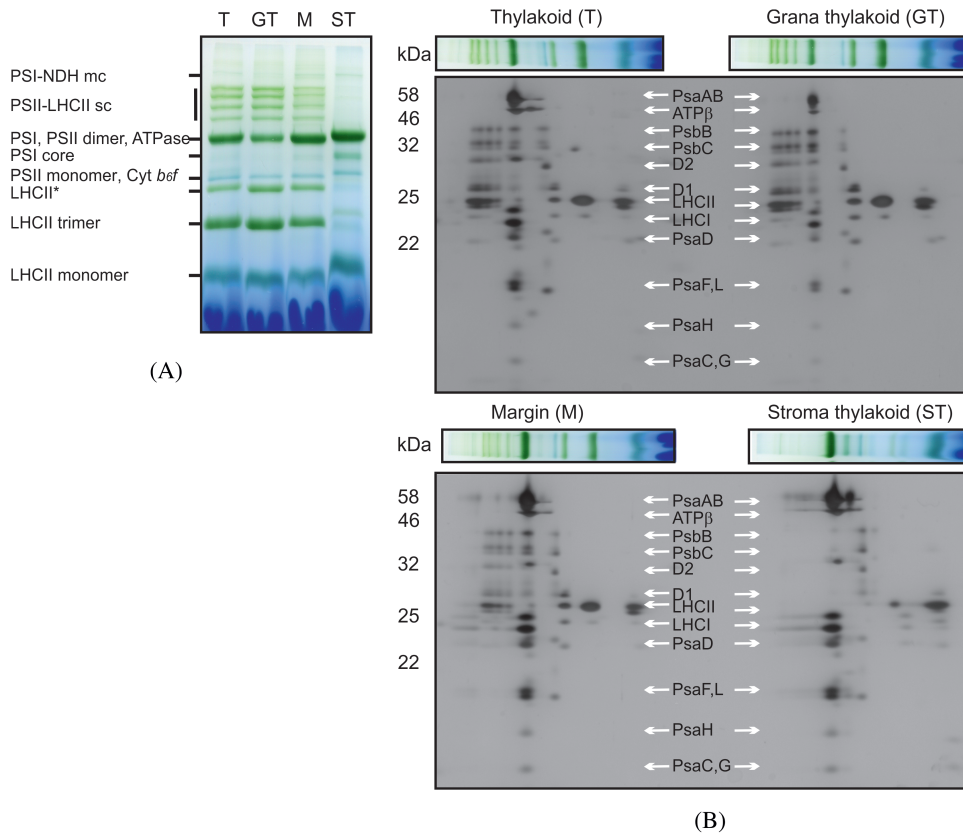 T GT M ST
PSI-NDH mc
PSII-LHCII sc
PSI, PSII dimer, ATPase
PSI core
PSII monomer, Cyt b6f
LHCII*
LHCII trimer
LHCII monomer
(A)
Thylakoid (T)
Grana thylakoid (GT)
kDa
58
46
32
25
22
PsaAB
ATPβ
PsbB
PsbC
D2
D1
LHCII
LHCI
PsaD
PsaF,L
PsaH
PsaC,G
Margin (M)
Stroma thylakoid (ST)
kDa
58
46
32
25
22
PsaAB
ATPβ
PsbB
PsbC
D2
D1
LHCII
LHCI
PsaD
PsaF,L
PsaH
PsaC,G
(B)